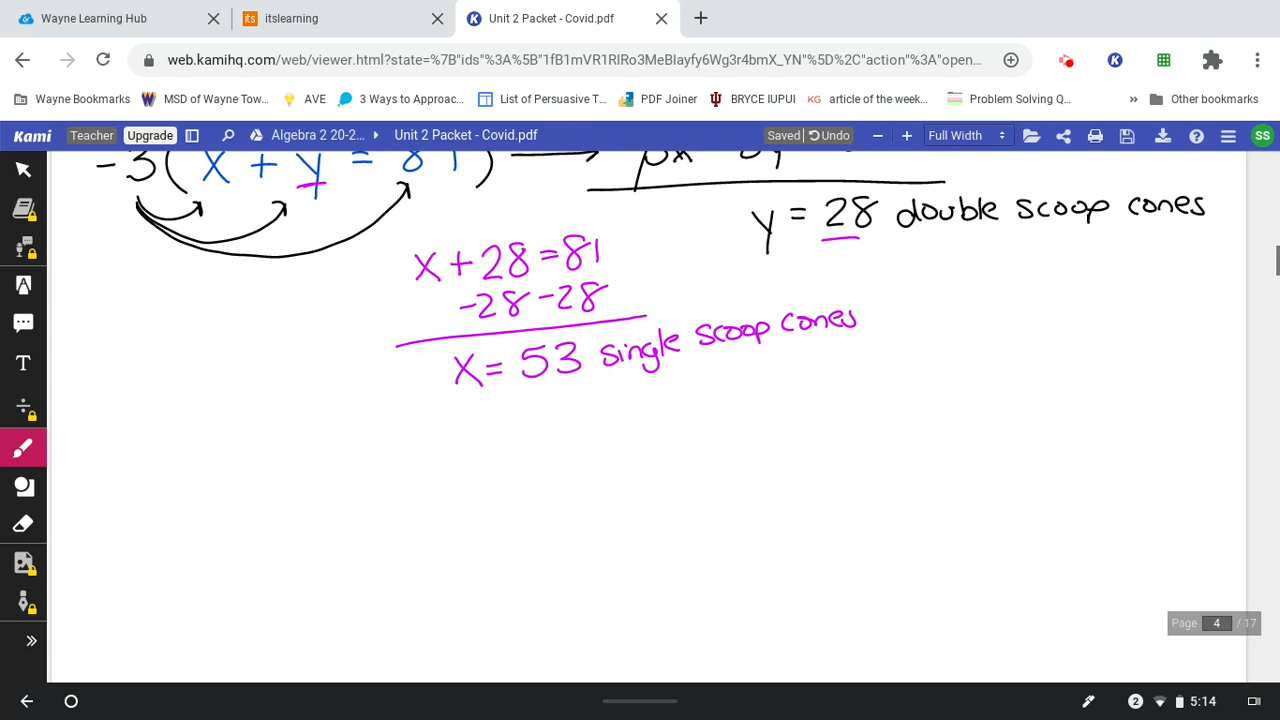 Wayne Learning Hub
itslearning
Unit 2 Packet - Covid.pdf
web.kamihq.com/web/viewer.html?state=%7B"ids"%3A%5B"1fB1mVR1RIRo3MeBIayfy6Wg3r4bmX_YN"%5D%2C"action"%3A"open...
Wayne Bookmarks
MSD of Wayne Tow...
AVE
3 Ways to Approac...
List of Persuasive T...
PDF Joiner
BRYCE IUPUI
KG article of the week...
Problem Solving Q...
»
Other bookmarks
Kami
Teacher
Upgrade
Algebra 2 20-2...
Unit 2 Packet - Covid.pdf
Saved
Undo
Full Width
SS
-3(x + y = 81)
y = 28 double scoop cones
x + 28 = 81
-28 -28
x = 53 single scoop cones
Page 4 / 17
2
5:14